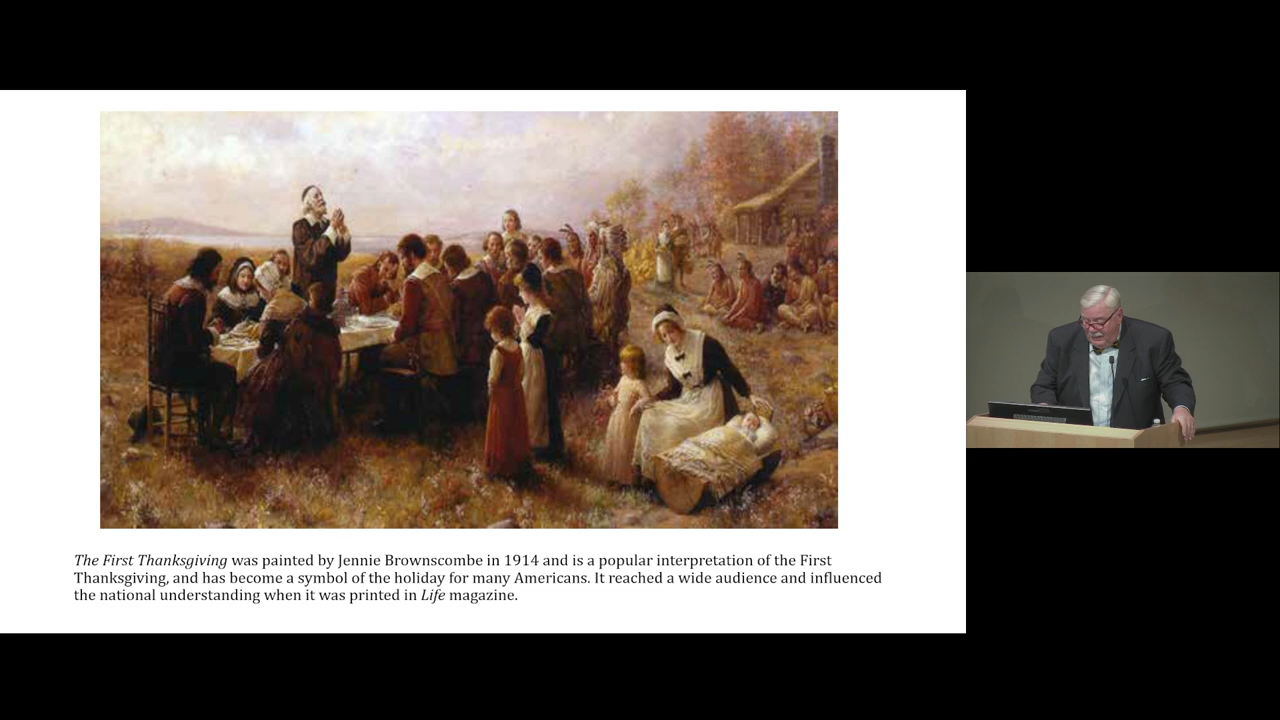 The First Thanksgiving was painted by Jennie Brownscombe in 1914 and is a popular interpretation of the First
Thanksgiving, and has become a symbol of the holiday for many Americans. It reached a wide audience and influenced
the national understanding when it was printed in Life magazine.